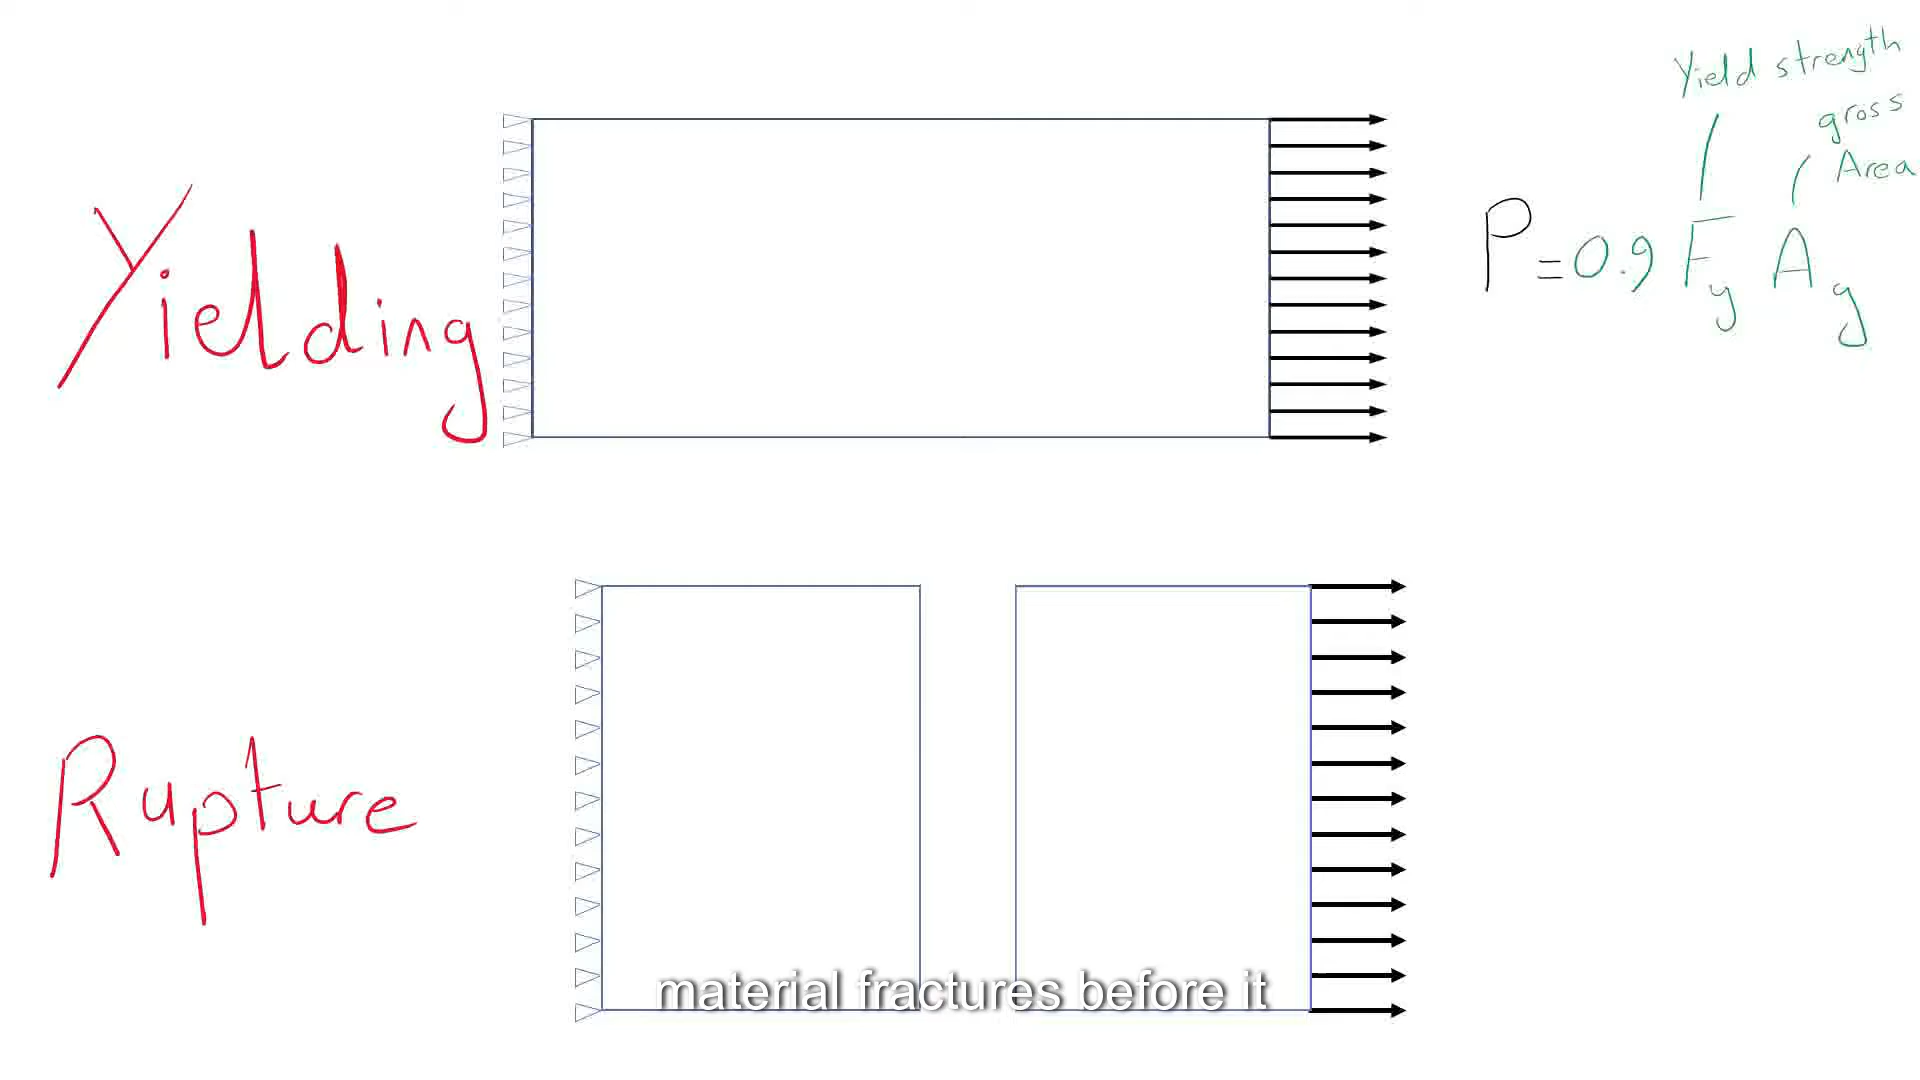 Yield strength
gross
Area
Yielding
P = 0.9 Fy Ag
Rupture
material fractures before it